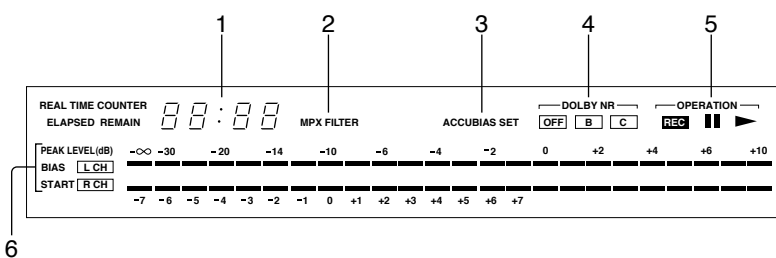 1 2 3 4 5
DOLBY NR OPERATION
REAL TIME COUNTER
ELAPSED REMAIN 88:88 MPX FILTER ACCUBIAS SET OFF B C REC
PEAK LEVEL(dB) -∞ -30 -20 -14 -10 -6 -4 -2 0 +2 +4 +6 +10
BIAS L CH
START R CH
-7 -6 -5 -4 -3 -2 -1 0 +1 +2 +3 +4 +5 +6 +7
6